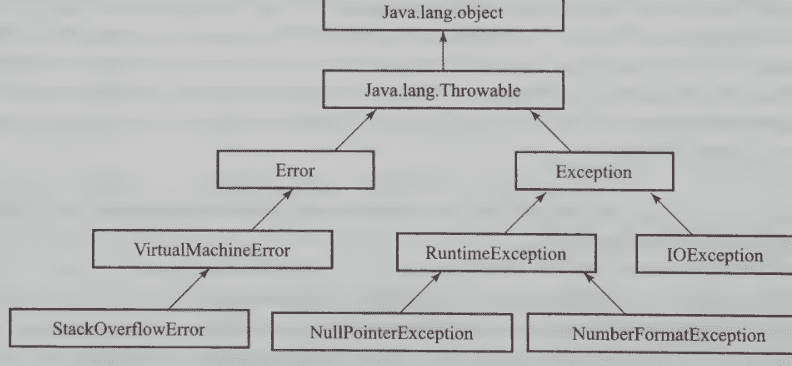 Java.lang.object
Java.lang.Throwable
Error
Exception
VirtualMachineError
RuntimeException
IOException
StackOverflowError
NullPointerException
NumberFormatException